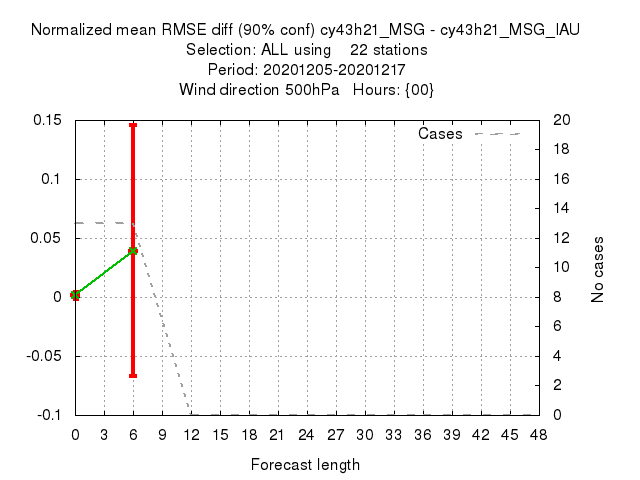 Normalized mean RMSE diff (90% conf) cy43h21_MSG - cy43h21_MSG_IAU
Selection: ALL using 22 stations
Period: 20201205-20201217
Wind direction 500hPa Hours: {00}
Cases
0.15
0.1
0.05
0
-0.05
-0.1
20
18
16
14
12
10
8
6
4
2
0
No cases
0 3 6 9 12 15 18 21 24 27 30 33 36 39 42 45 48
Forecast length